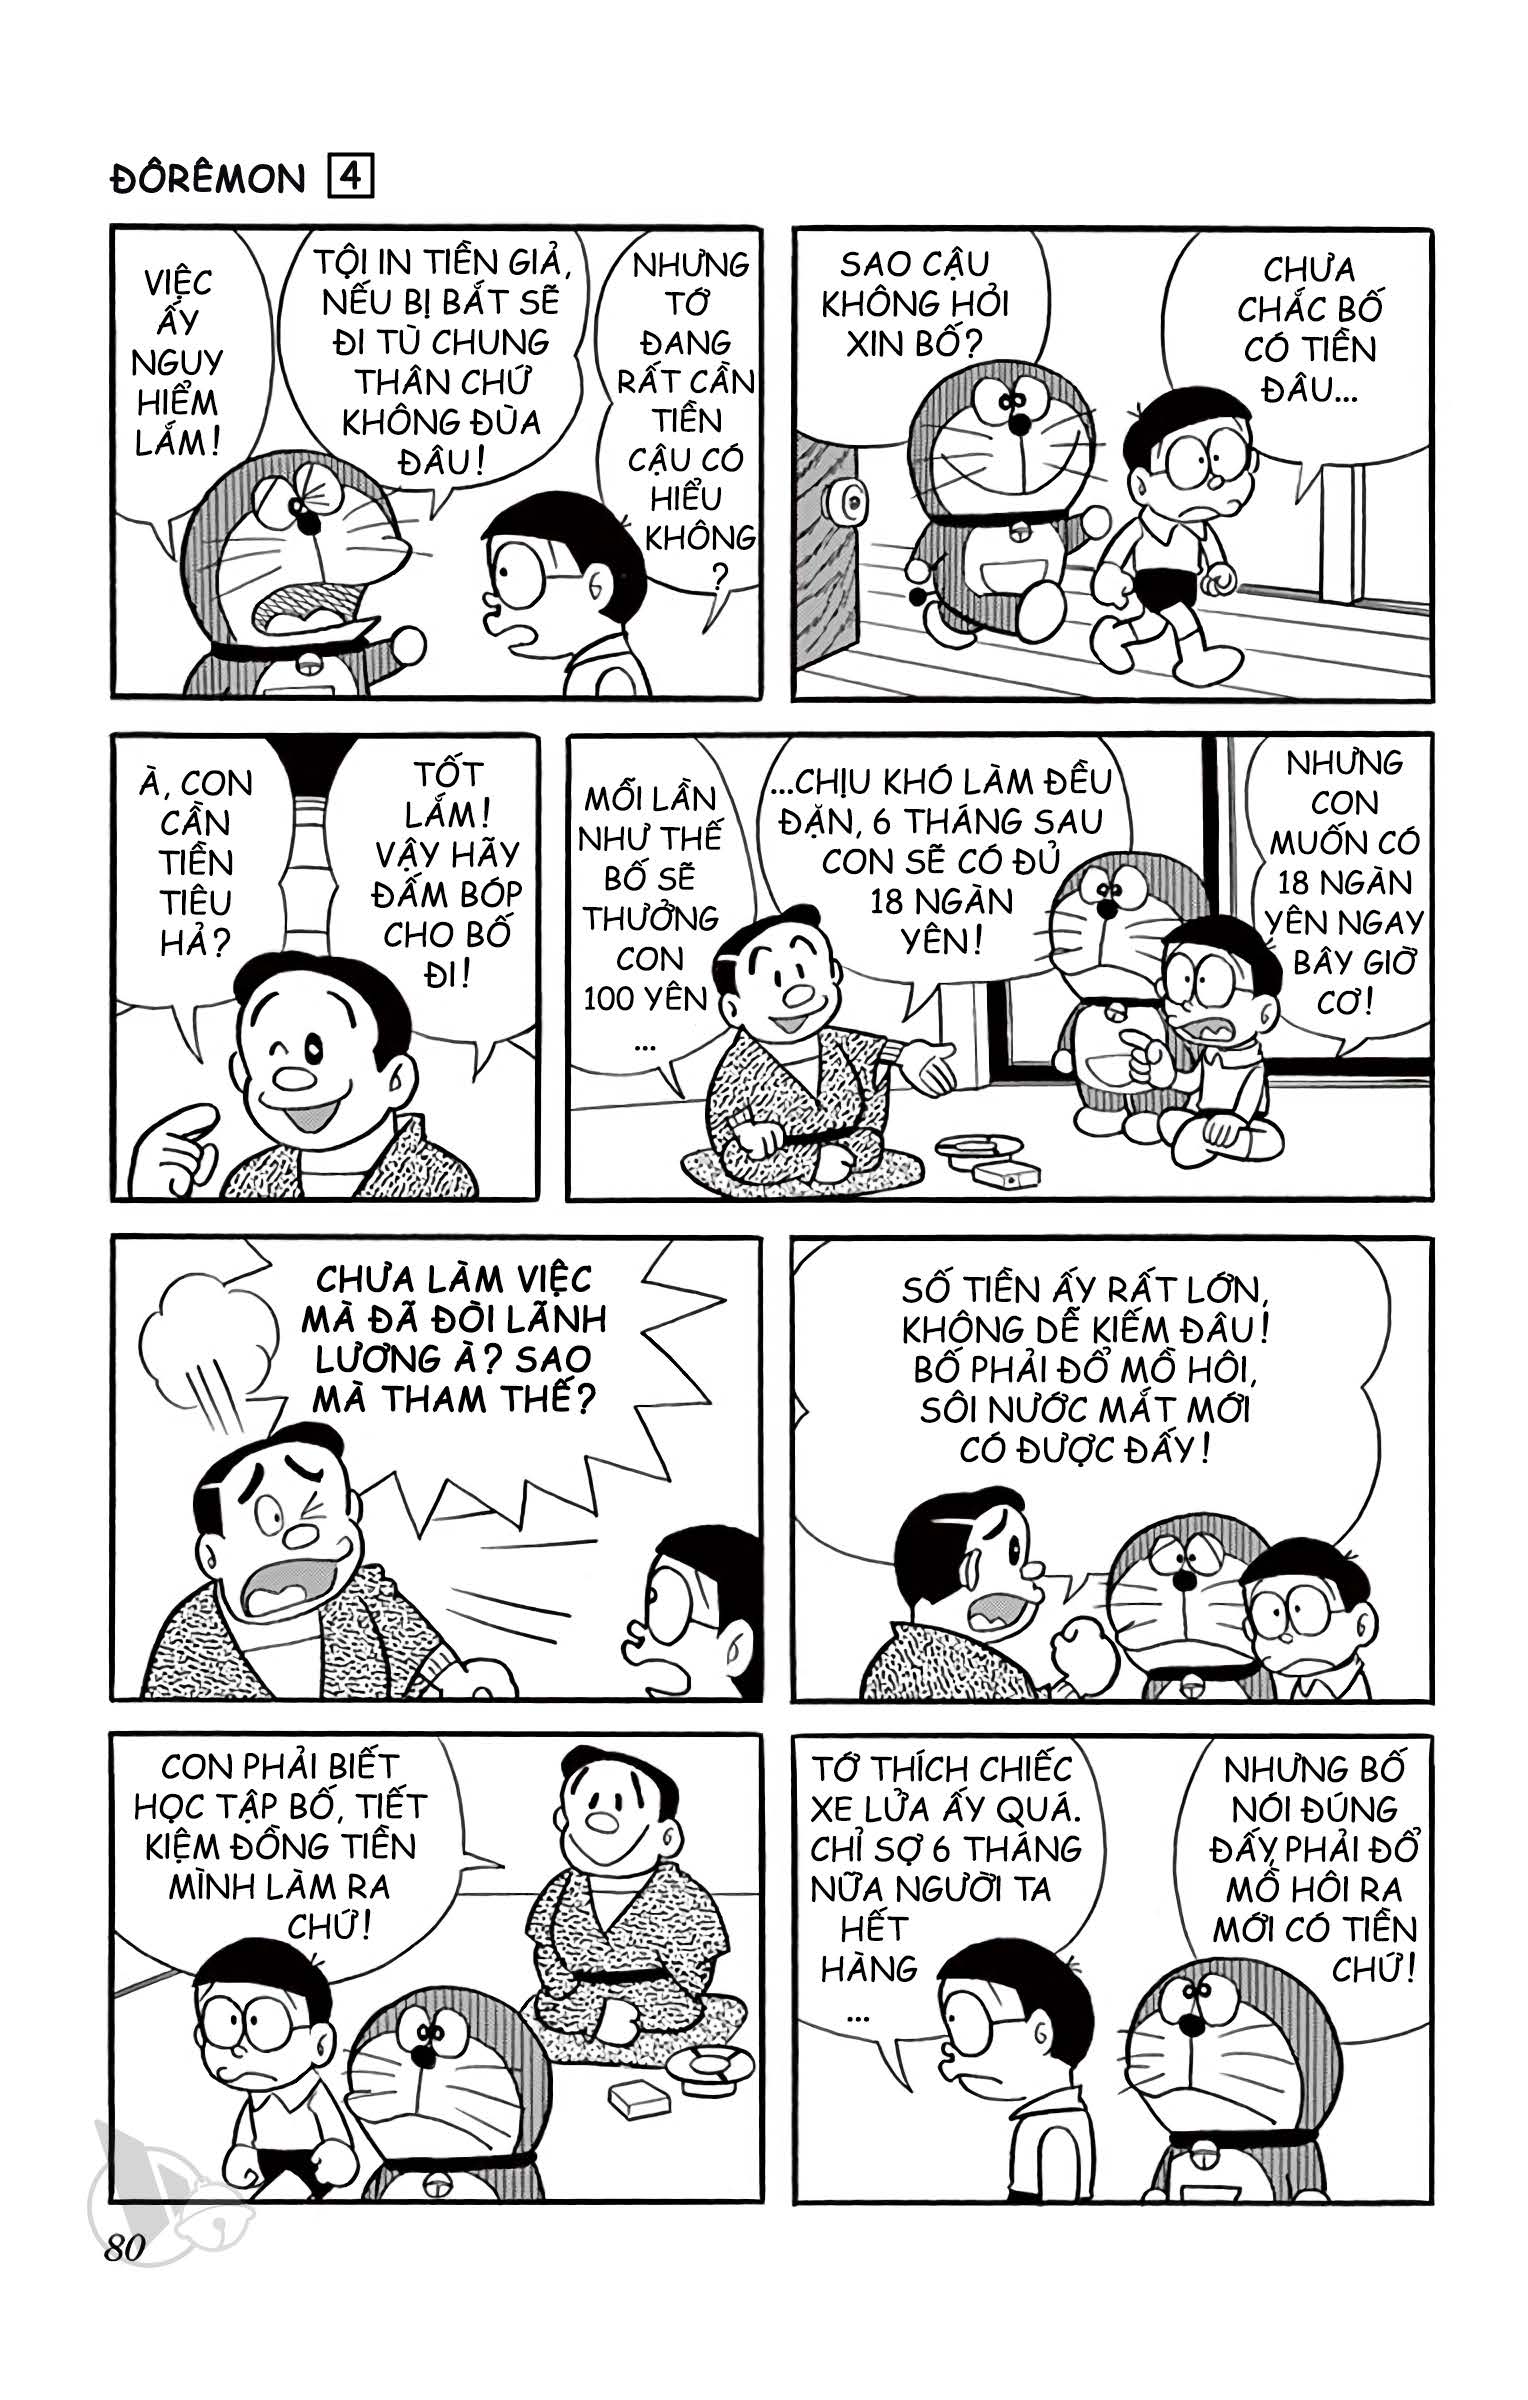 ĐÔRÊMON 4
VIỆC
ẤY
NGUY
HIỂM
LẮM!
TỘI IN TIỀN GIẢ,
NẾU BỊ BẮT SẼ
ĐI TÙ CHUNG
THÂN CHỨ
KHÔNG ĐÙA
ĐÂU!
NHƯNG
TỚ
ĐANG
RẤT CẦN
TIỀN
CẬU CÓ
HIỂU
KHÔNG
?
SAO CẬU
KHÔNG HỎI
XIN BỐ?
CHƯA
CHẮC BỐ
CÓ TIỀN
ĐÂU...
À, CON
CẦN
TIỀN
TIÊU
HẢ?
TỐT
LẮM!
VẬY HÃY
ĐẤM BÓP
CHO BỐ
ĐI!
MỖI LẦN
NHƯ THẾ
BỐ SẼ
THƯỞNG
CON
100 YÊN
...
...CHỊU KHÓ LÀM ĐỀU
ĐẶN, 6 THÁNG SAU
CON SẼ CÓ ĐỦ
18 NGÀN
YÊN!
NHƯNG
CON
MUỐN CÓ
18 NGÀN
YÊN NGAY
BÂY GIỜ
CƠ!
CHƯA LÀM VIỆC
MÀ ĐÃ ĐÒI LÃNH
LƯƠNG À? SAO
MÀ THAM THẾ?
SỐ TIỀN ẤY RẤT LỚN,
KHÔNG DỄ KIẾM ĐÂU!
BỐ PHẢI ĐỔ MỒ HÔI,
SÔI NƯỚC MẮT MỚI
CÓ ĐƯỢC ĐẤY!
CON PHẢI BIẾT
HỌC TẬP BỐ, TIẾT
KIỆM ĐỒNG TIỀN
MÌNH LÀM RA
CHỨ!
TỚ THÍCH CHIẾC
XE LỬA ẤY QUÁ.
CHỈ SỢ 6 THÁNG
NỮA NGƯỜI TA
HẾT
HÀNG
...
NHƯNG BỐ
NÓI ĐÚNG
ĐẤY, PHẢI ĐỔ
MỒ HÔI RA
MỚI CÓ TIỀN
CHỨ!
80